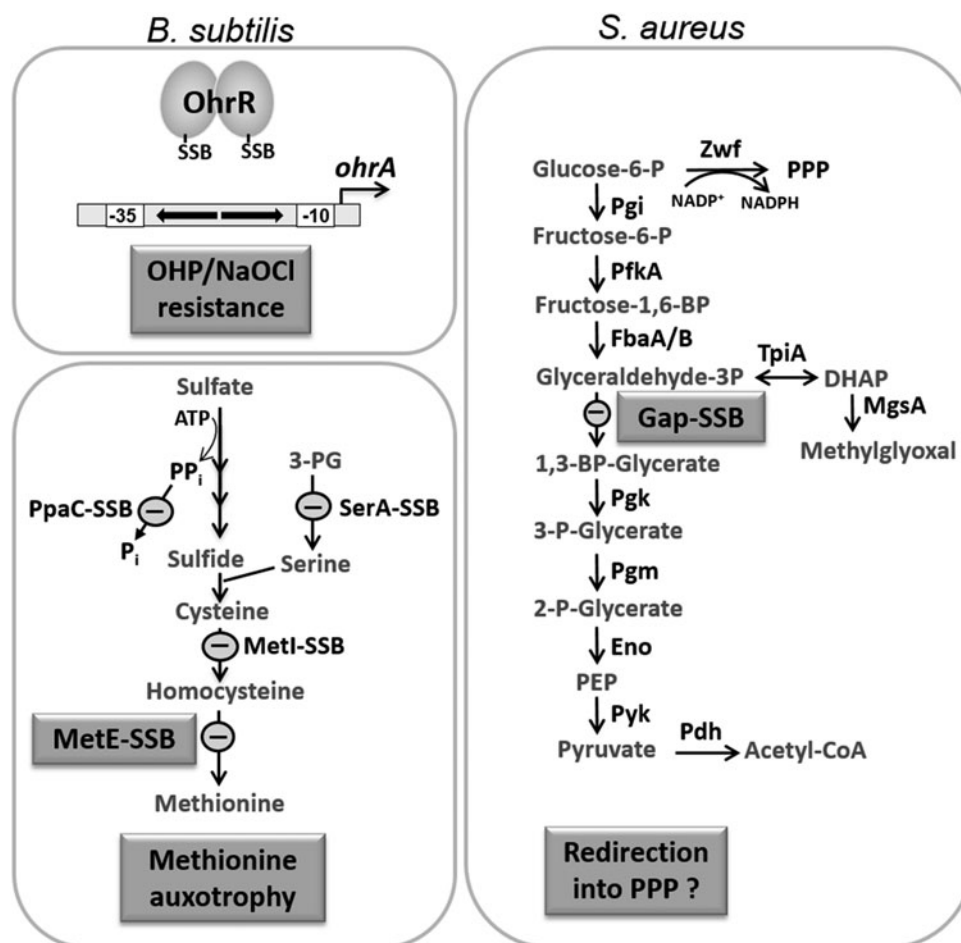 B. subtilis
OhrR
SSB SSB
ohrA
-35 -10
OHP/NaOCl
resistance
Sulfate
ATP
PPi
3-PG
PpaC-SSB
SerA-SSB
Pi
Sulfide
Serine
Cysteine
MetI-SSB
Homocysteine
MetE-SSB
Methionine
Methionine
auxotrophy
S. aureus
Glucose-6-P Zwf PPP
NADP+ NADPH
Pgi
Fructose-6-P
PfkA
Fructose-1,6-BP
FbaA/B
Glyceraldehyde-3P TpiA DHAP
Gap-SSB
MgsA
Methylglyoxal
1,3-BP-Glycerate
Pgk
3-P-Glycerate
Pgm
2-P-Glycerate
Eno
PEP
Pyk
Pyruvate Pdh Acetyl-CoA
Redirection
into PPP ?